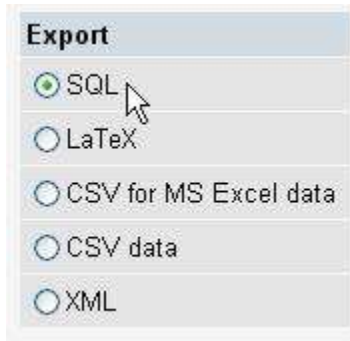 Export
SQL
LaTeX
CSV for MS Excel data
CSV data
XML